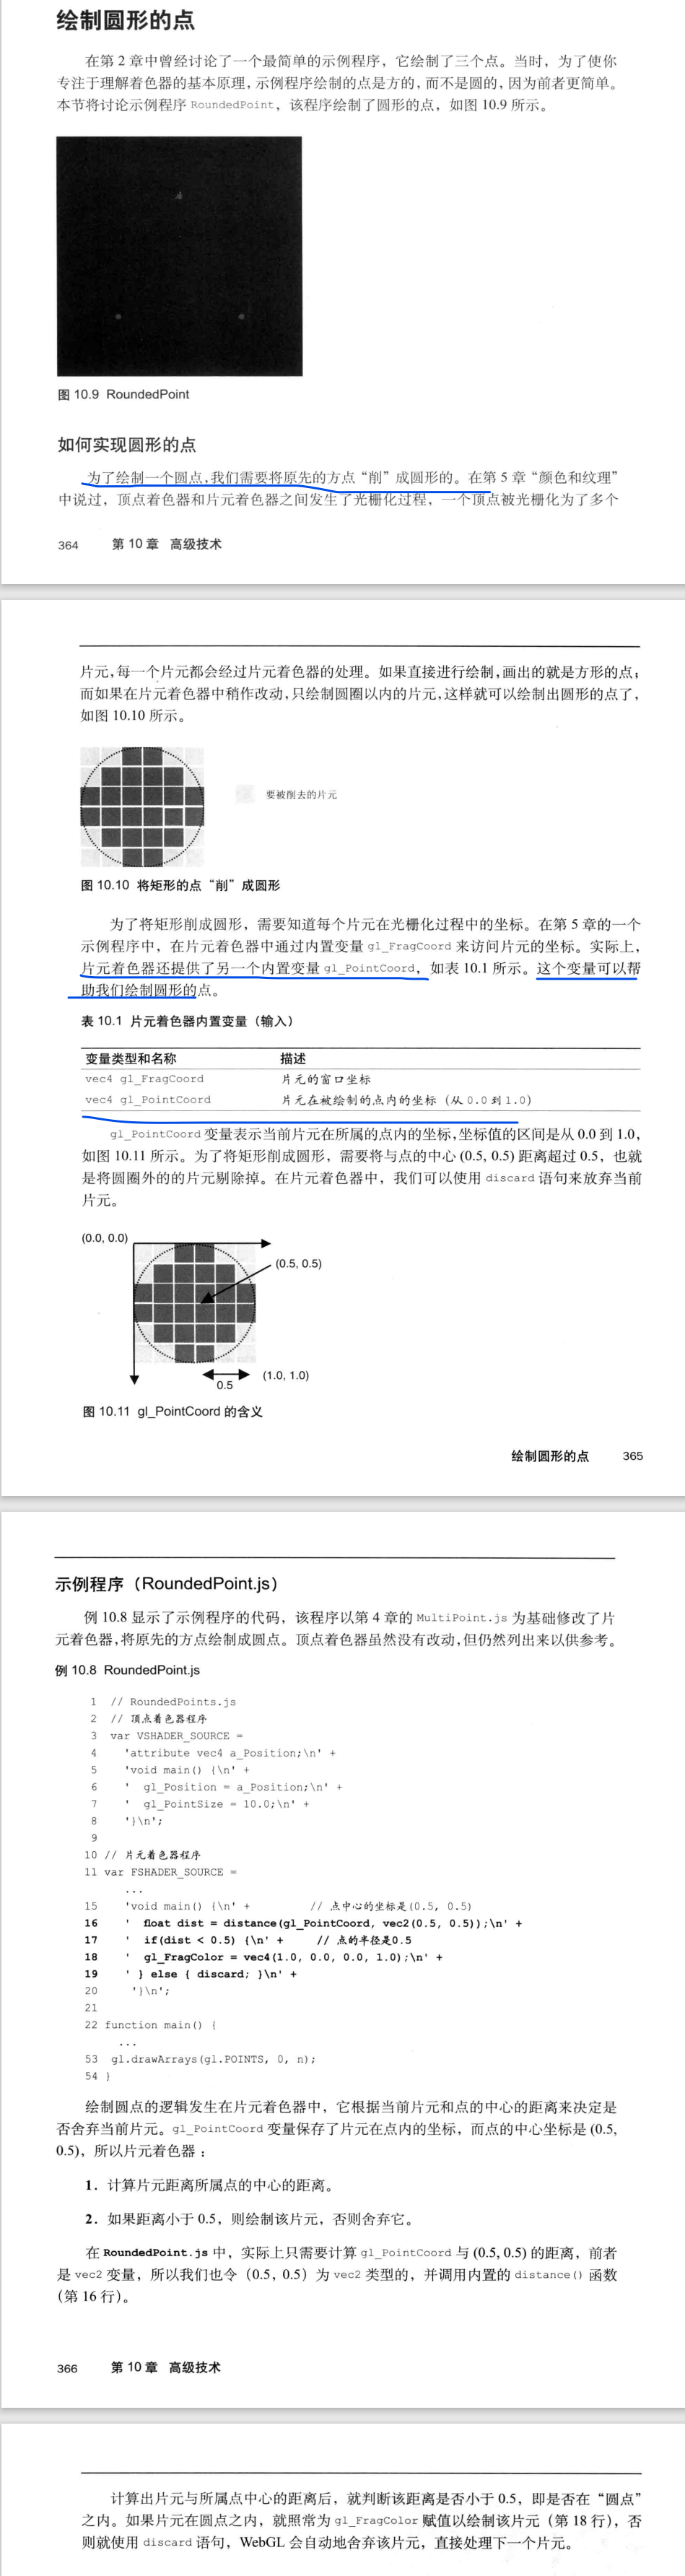 绘制圆形的点
在第 2 章中曾经讨论了一个最简单的示例程序，它绘制了三个点。当时，为了使你
专注于理解着色器的基本原理，示例程序绘制的点是方的，而不是圆的，因为前者更简单。
本节将讨论示例程序 RoundedPoint，该程序绘制了圆形的点，如图 10.9 所示。
图 10.9 RoundedPoint
如何实现圆形的点
为了绘制一个圆点，我们需要将原先的方点“削”成圆形的。在第 5 章“颜色和纹理”
中说过，顶点着色器和片元着色器之间发生了光栅化过程，一个顶点被光栅化为了多个
364 第 10 章 高级技术
片元，每一个片元都会经过片元着色器的处理。如果直接进行绘制，画出的就是方形的点；
而如果在片元着色器中稍作改动，只绘制圆圈以内的片元，这样就可以绘制出圆形的点了，
如图 10.10 所示。
要被削去的片元
图 10.10 将矩形的点“削”成圆形
为了将矩形削成圆形，需要知道每个片元在光栅化过程中的坐标。在第 5 章的一个
示例程序中，在片元着色器中通过内置变量 gl_FragCoord 来访问片元的坐标。实际上，
片元着色器还提供了另一个内置变量 gl_PointCoord，如表 10.1 所示。这个变量可以帮
助我们绘制圆形的点。
表 10.1 片元着色器内置变量（输入）
变量类型和名称 描述
vec4 gl_FragCoord 片元的窗口坐标
vec4 gl_PointCoord 片元在被绘制的点内的坐标（从 0.0 到 1.0）
gl_PointCoord 变量表示当前片元在所属的点内的坐标，坐标值的区间是从 0.0 到 1.0，
如图 10.11 所示。为了将矩形削成圆形，需要将与点的中心 (0.5, 0.5) 距离超过 0.5，也就
是将圆圈外的的片元剔除掉。在片元着色器中，我们可以使用 discard 语句来放弃当前
片元。
(0.0, 0.0)
(0.5, 0.5)
(1.0, 1.0)
0.5
图 10.11 gl_PointCoord 的含义
绘制圆形的点 365
示例程序（RoundedPoint.js）
例 10.8 显示了示例程序的代码，该程序以第 4 章的 MultiPoint.js 为基础修改了片
元着色器，将原先的方点绘制成圆点。顶点着色器虽然没有改动，但仍然列出来以供参考。
例 10.8 RoundedPoint.js
1 // RoundedPoints.js
2 // 顶点着色器程序
3 var VSHADER_SOURCE =
4 'attribute vec4 a_Position;\n' +
5 'void main() {\n' +
6 ' gl_Position = a_Position;\n' +
7 ' gl_PointSize = 10.0;\n' +
8 '}\n';
9
10 // 片元着色器程序
11 var FSHADER_SOURCE =
...
15 'void main() {\n' + // 点中心的坐标是(0.5, 0.5)
16 ' float dist = distance(gl_PointCoord, vec2(0.5, 0.5));\n' +
17 ' if(dist < 0.5) {\n' + // 点的半径是0.5
18 ' gl_FragColor = vec4(1.0, 0.0, 0.0, 1.0);\n' +
19 ' } else { discard; }\n' +
20 '}\n';
21
22 function main() {
...
53 gl.drawArrays(gl.POINTS, 0, n);
54 }
绘制圆点的逻辑发生在片元着色器中，它根据当前片元和点的中心的距离来决定是
否舍弃当前片元。gl_PointCoord 变量保存了片元在点内的坐标，而点的中心坐标是 (0.5,
0.5)，所以片元着色器：
1. 计算片元距离所属点的中心的距离。
2. 如果距离小于 0.5，则绘制该片元，否则舍弃它。
在 RoundedPoint.js 中，实际上只需要计算 gl_PointCoord 与 (0.5, 0.5) 的距离，前者
是 vec2 变量，所以我们也令（0.5, 0.5）为 vec2 类型的，并调用内置的 distance() 函数
（第 16 行）。
366 第 10 章 高级技术
计算出片元与所属点中心的距离后，就判断该距离是否小于 0.5，即是否在“圆点”
之内。如果片元在圆点之内，就照常为 gl_FragColor 赋值以绘制该片元（第 18 行），否
则就使用 discard 语句，WebGL 会自动地舍弃该片元，直接处理下一个片元。